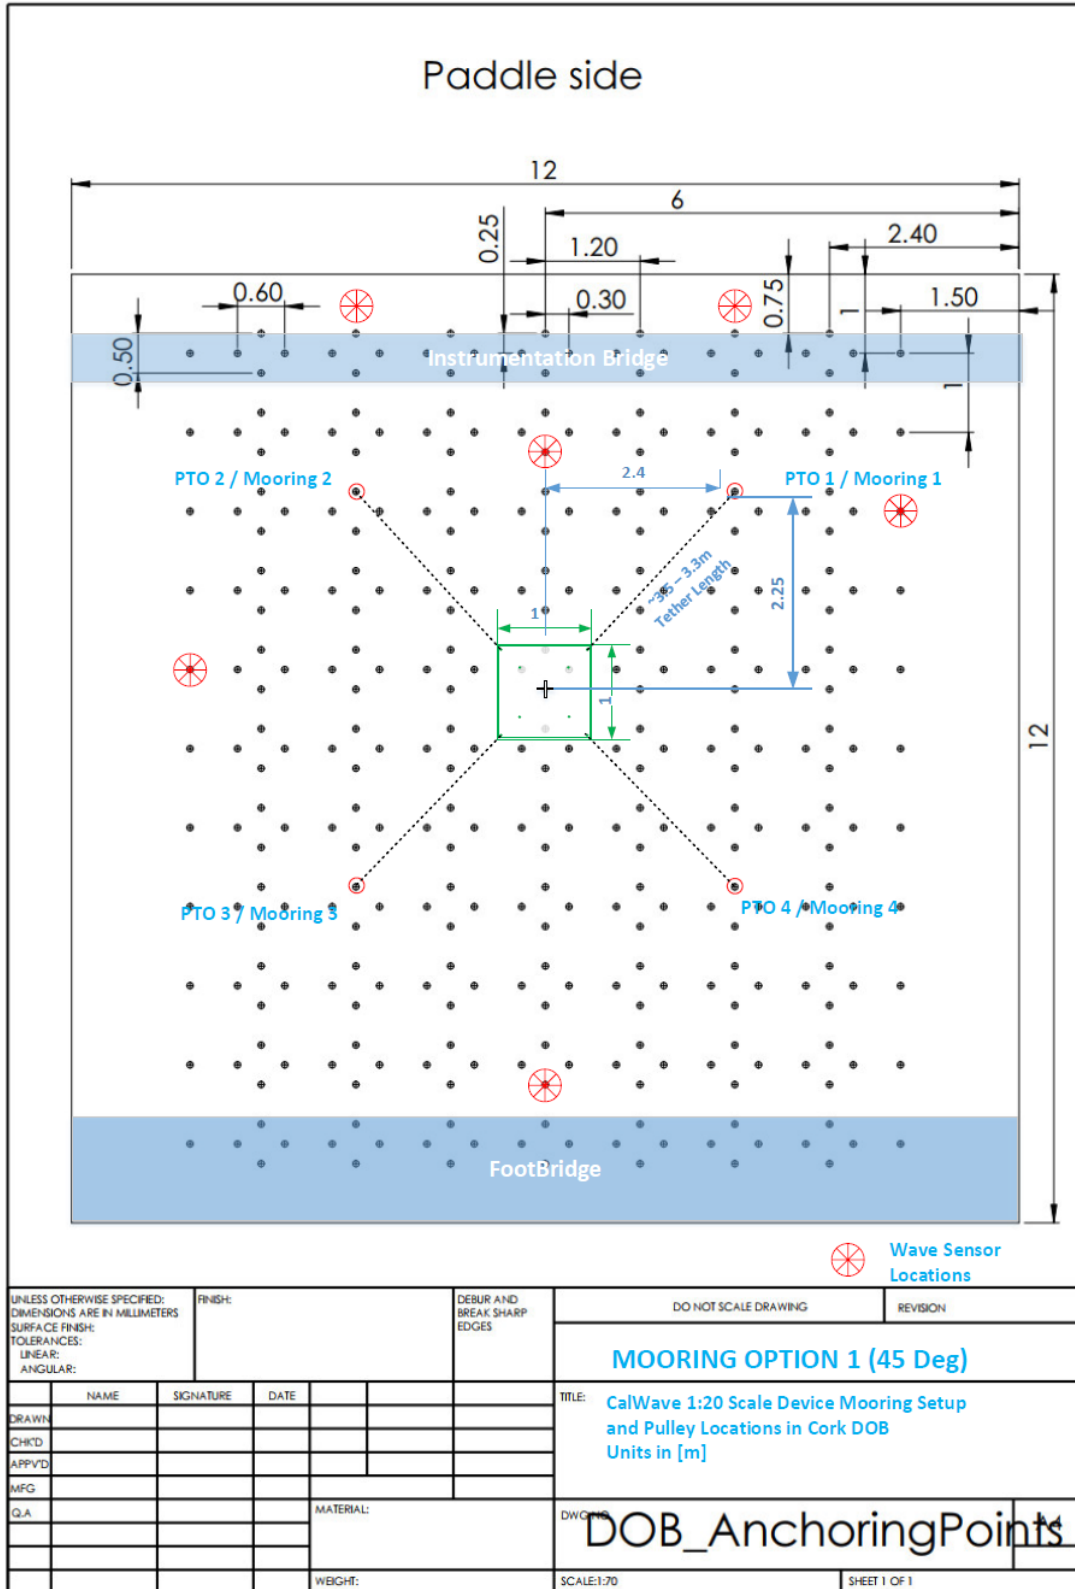 Paddle side
12
6
0.25
1.20
2.40
0.60
0.30
0.75
1
1.50
0.50
Instrumentation Bridge
1
PTO 2 / Mooring 2
2.4
PTO 1 / Mooring 1
~3.5 – 3.3m
Tether Length
2.25
1
1
12
PTO 3 / Mooring 3
PTO 4 / Mooring 4
FootBridge
Wave Sensor
Locations
UNLESS OTHERWISE SPECIFIED:
DIMENSIONS ARE IN MILLIMETERS
SURFACE FINISH:
TOLERANCES:
LINEAR:
ANGULAR:
FINISH:
DEBUR AND
BREAK SHARP
EDGES
DO NOT SCALE DRAWING
REVISION
MOORING OPTION 1 (45 Deg)
NAME
SIGNATURE
DATE
TITLE:
CalWave 1:20 Scale Device Mooring Setup
and Pulley Locations in Cork DOB
Units in [m]
DRAWN
CHK'D
APPV'D
MFG
Q.A
MATERIAL:
DWG NO.
DOB_AnchoringPoints
A4
WEIGHT:
SCALE:1:70
SHEET 1 OF 1